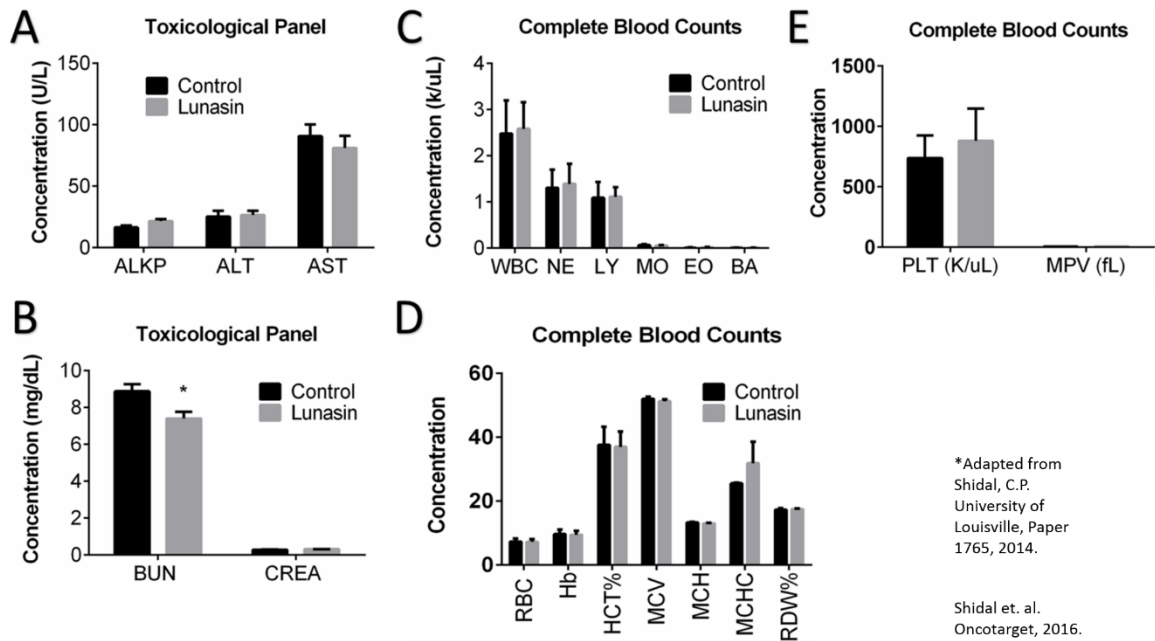 A
Toxicological Panel
Concentration (U/L)
150
100
50
0
Control
Lunasin
ALKP ALT AST
B
Toxicological Panel
Concentration (mg/dL)
10
8
6
4
2
0
*
Control
Lunasin
BUN CREA
C
Complete Blood Counts
Concentration (k/uL)
4
3
2
1
0
Control
Lunasin
WBC NE LY MO EO BA
D
Complete Blood Counts
Concentration
60
40
20
0
Control
Lunasin
RBC
Hb
HCT%
MCV
MCH
MCHC
RDW%
E
Complete Blood Counts
Concentration
1500
1000
500
0
PLT (K/uL) MPV (fL)
*Adapted from
Shidal, C.P.
University of
Louisville, Paper
1765, 2014.
Shidal et. al.
Oncotarget, 2016.